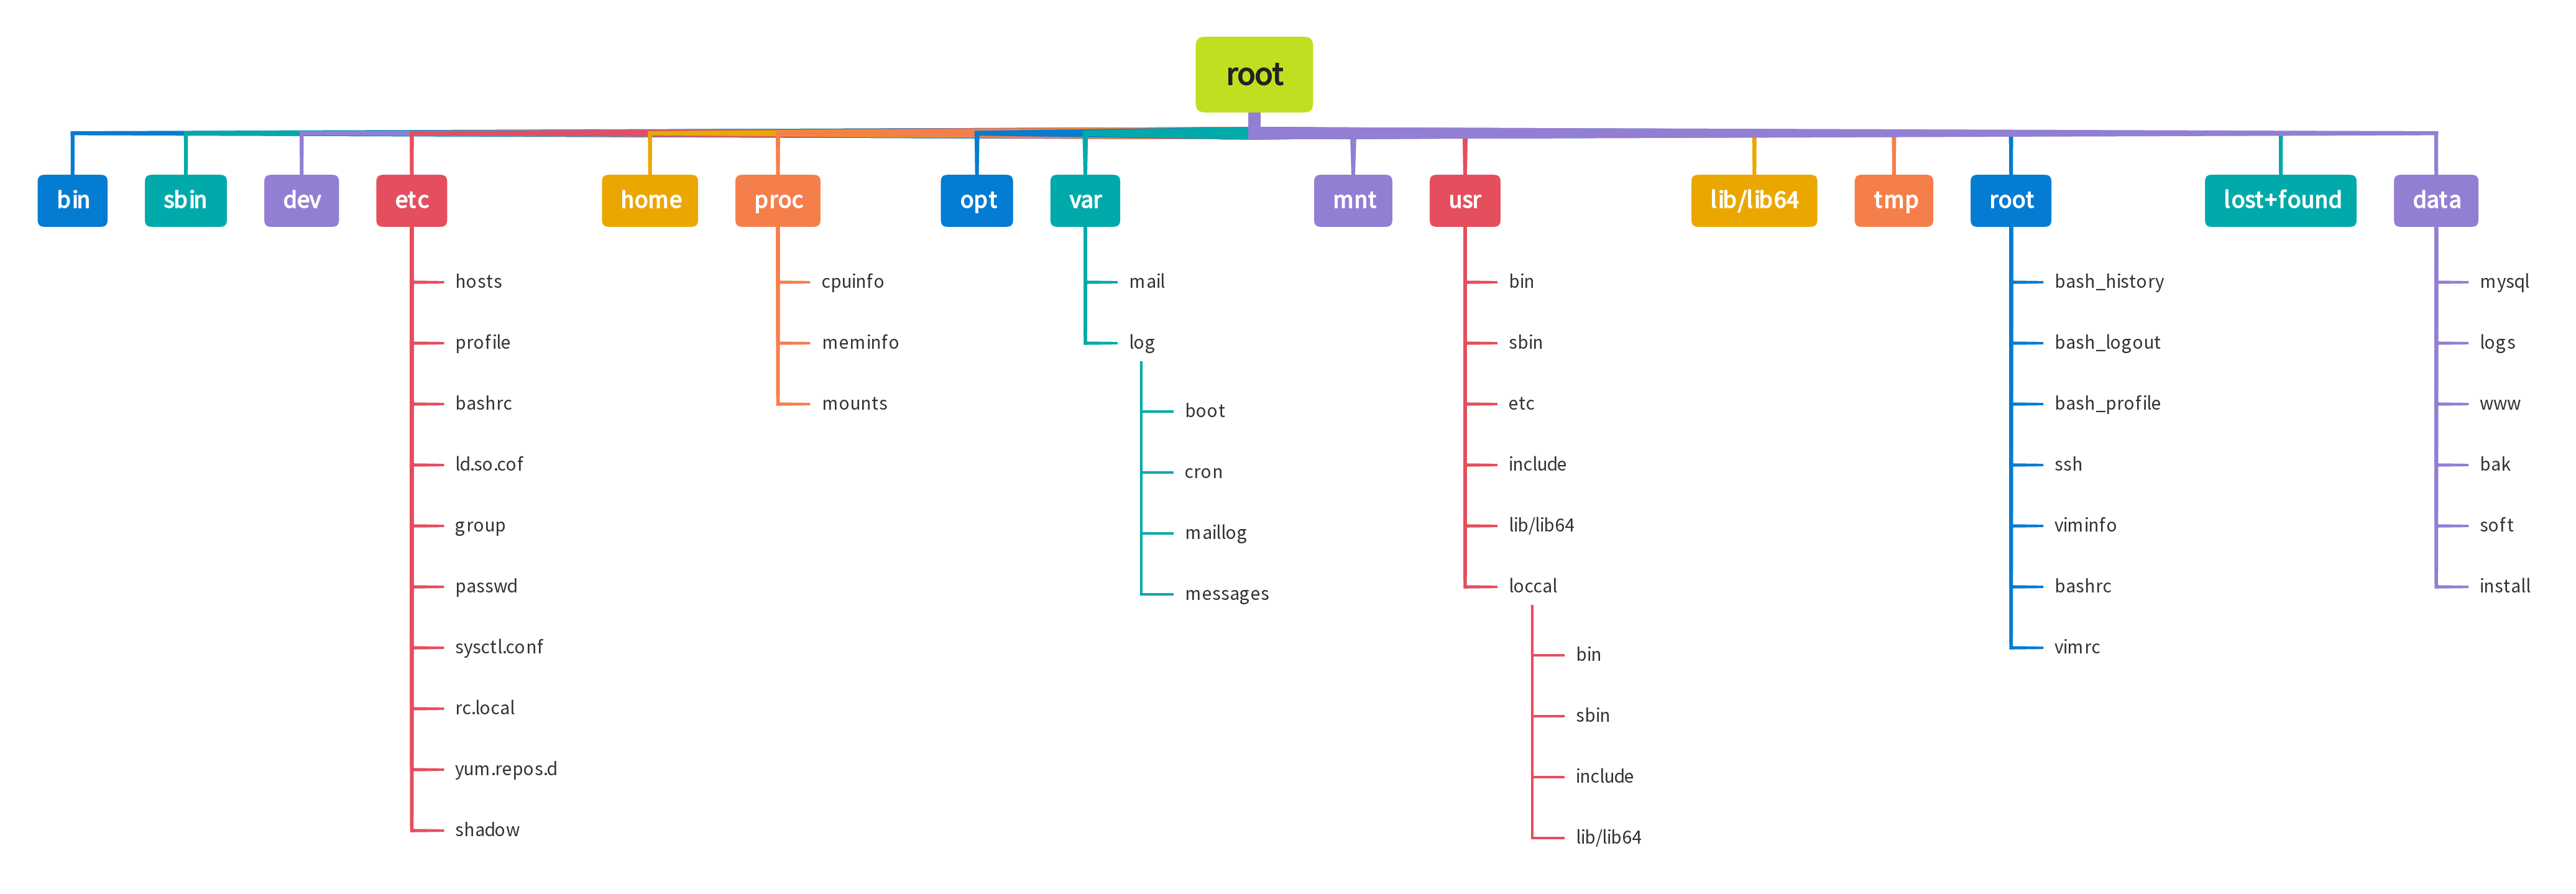 root
bin
sbin
dev
etc
hosts
profile
bashrc
ld.so.cof
group
passwd
sysctl.conf
rc.local
yum.repos.d
shadow
home
proc
cpuinfo
meminfo
mounts
opt
var
mail
log
boot
cron
maillog
messages
mnt
usr
bin
sbin
etc
include
lib/lib64
loccal
bin
sbin
include
lib/lib64
lib/lib64
tmp
root
bash_history
bash_logout
bash_profile
ssh
viminfo
bashrc
vimrc
lost+found
data
mysql
logs
www
bak
soft
install